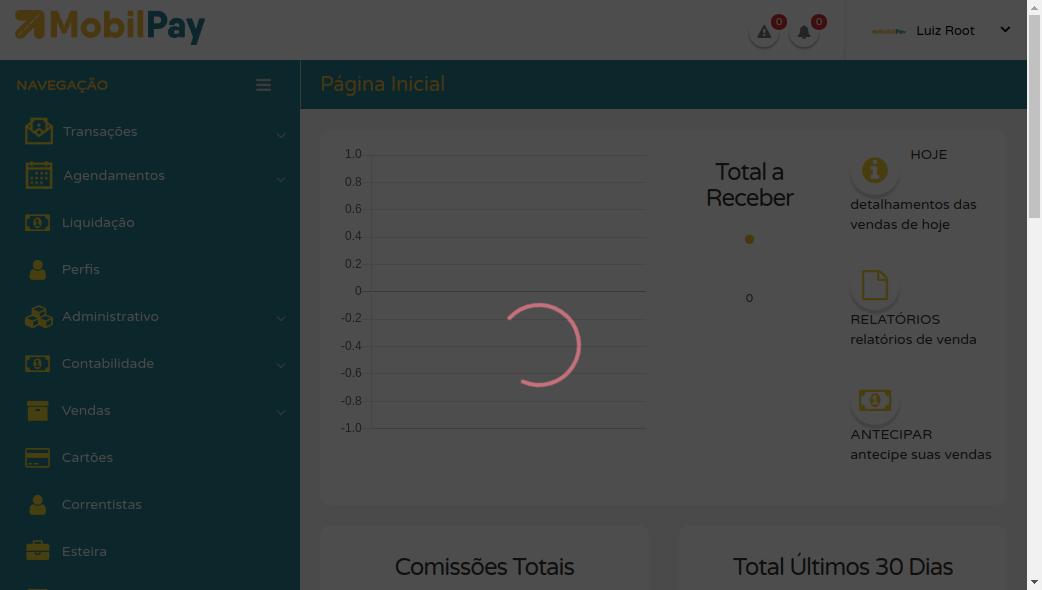 MobilPay
0
0
MobilPay
Luiz Root
NAVEGAÇÃO
Página Inicial
Transações
Agendamentos
Liquidação
Perfis
Administrativo
Contabilidade
Vendas
Cartões
Correntistas
Esteira
1.0
0.8
0.6
0.4
0.2
0
-0.2
-0.4
-0.6
-0.8
-1.0
Total a
Receber
0
HOJE
detalhamentos das
vendas de hoje
RELATÓRIOS
relatórios de venda
ANTECIPAR
antecipe suas vendas
Comissões Totais
Total Últimos 30 Dias